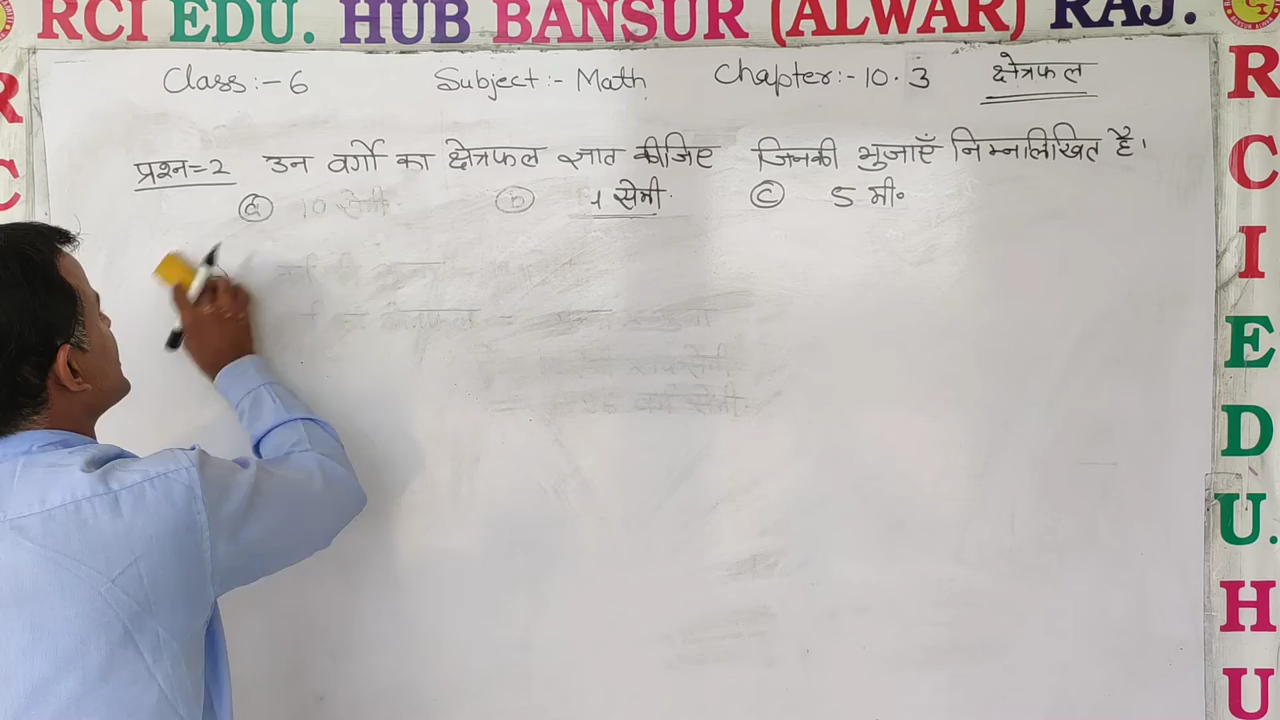 RCI EDU. HUB BANSUR (ALWAR) RAJ.
Class:- 6 Subject:- Math Chapter:- 10.3 क्षेत्रफल
प्रश्न=2 उन वर्गो का क्षेत्रफल ज्ञात कीजिए जिनकी भुजाएँ निम्नलिखित है।
(a) 10 सेमी (b) सेमी. (c) 5 मी०
R
C
R
C
I
E
D
U.
H
U